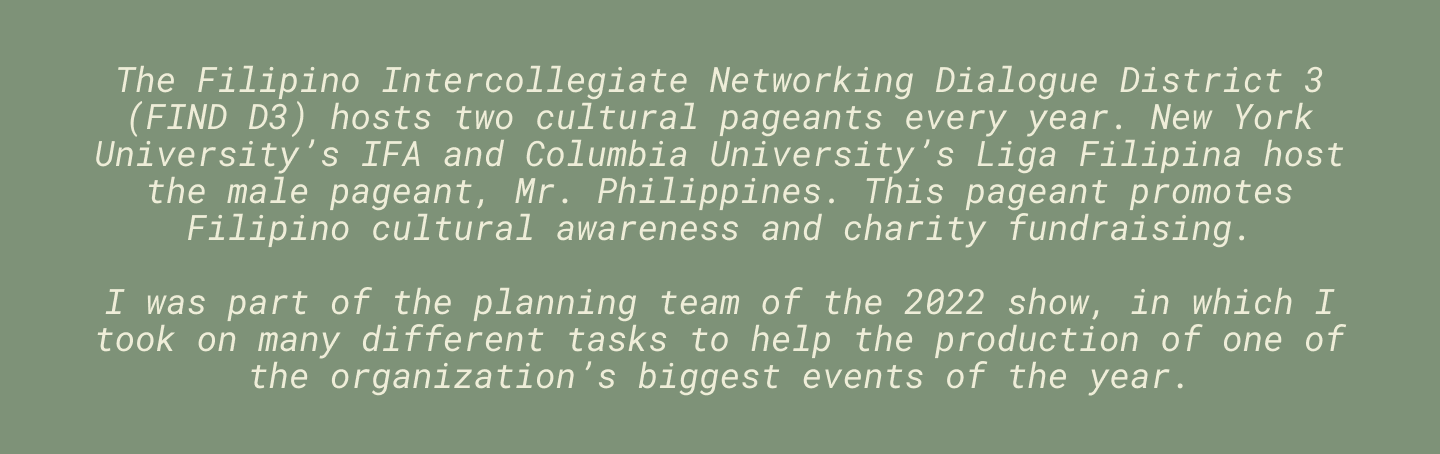 The Filipino Intercollegiate Networking Dialogue District 3
(FIND D3) hosts two cultural pageants every year. New York
University’s IFA and Columbia University’s Liga Filipina host
the male pageant, Mr. Philippines. This pageant promotes
Filipino cultural awareness and charity fundraising.
I was part of the planning team of the 2022 show, in which I
took on many different tasks to help the production of one of
the organization’s biggest events of the year.